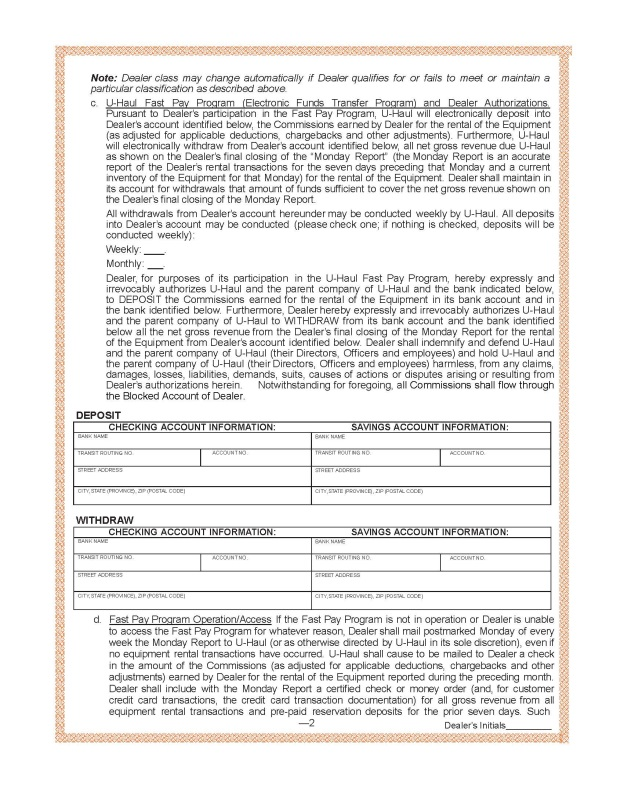 Note: Dealer class may change automatically if Dealer qualifies for or fails to meet or maintain a
particular classification as described above.
c. U-Haul Fast Pay Program (Electronic Funds Transfer Program) and Dealer Authorizations.
Pursuant to Dealer's participation in the Fast Pay Program, U-Haul will electronically deposit into
Dealer's account identified below, the Commissions earned by Dealer for the rental of the Equipment
(as adjusted for applicable deductions, chargebacks and other adjustments). Furthermore, U-Haul
will electronically withdraw from Dealer's account identified below, all net gross revenue due U-Haul
as shown on the Dealer's final closing of the "Monday Report" (the Monday Report is an accurate
report of the Dealer's rental transactions for the seven days preceding that Monday and a current
inventory of the Equipment for that Monday) for the rental of the Equipment. Dealer shall maintain in
its account for withdrawals that amount of funds sufficient to cover the net gross revenue shown on
the Dealer's final closing of the Monday Report.
All withdrawals from Dealer's account hereunder may be conducted weekly by U-Haul. All deposits
into Dealer's account may be conducted (please check one; if nothing is checked, deposits will be
conducted weekly):
Weekly: ____.
Monthly: ___.
Dealer, for purposes of its participation in the U-Haul Fast Pay Program, hereby expressly and
irrevocably authorizes U-Haul and the parent company of U-Haul and the bank indicated below,
to DEPOSIT the Commissions earned for the rental of the Equipment in its bank account and in
the bank identified below. Furthermore, Dealer hereby expressly and irrevocably authorizes U-Haul
and the parent company of U-Haul to WITHDRAW from its bank account and the bank identified
below all the net gross revenue from the Dealer's final closing of the Monday Report for the rental
of the Equipment from Dealer's account identified below. Dealer shall indemnify and defend U-Haul
and the parent company of U-Haul (their Directors, Officers and employees) and hold U-Haul and
the parent company of U-Haul (their Directors, Officers and employees) harmless, from any claims,
damages, losses, liabilities, demands, suits, causes of actions or disputes arising or resulting from
Dealer's authorizations herein. Notwithstanding for foregoing, all Commissions shall flow through
the Blocked Account of Dealer.
DEPOSIT
CHECKING ACCOUNT INFORMATION: SAVINGS ACCOUNT INFORMATION:
BANK NAME BANK NAME
TRANSIT ROUTING NO. ACCOUNT NO. TRANSIT ROUTING NO. ACCOUNT NO.
STREET ADDRESS STREET ADDRESS
CITY, STATE (PROVINCE), ZIP (POSTAL CODE) CITY, STATE (PROVINCE), ZIP (POSTAL CODE)
WITHDRAW
CHECKING ACCOUNT INFORMATION: SAVINGS ACCOUNT INFORMATION:
BANK NAME BANK NAME
TRANSIT ROUTING NO. ACCOUNT NO. TRANSIT ROUTING NO. ACCOUNT NO.
STREET ADDRESS STREET ADDRESS
CITY, STATE (PROVINCE), ZIP (POSTAL CODE) CITY, STATE (PROVINCE), ZIP (POSTAL CODE)
d. Fast Pay Program Operation/Access If the Fast Pay Program is not in operation or Dealer is unable
to access the Fast Pay Program for whatever reason, Dealer shall mail postmarked Monday of every
week the Monday Report to U-Haul (or as otherwise directed by U-Haul in its sole discretion), even if
no equipment rental transactions have occurred. U-Haul shall cause to be mailed to Dealer a check
in the amount of the Commissions (as adjusted for applicable deductions, chargebacks and other
adjustments) earned by Dealer for the rental of the Equipment reported during the preceding month.
Dealer shall include with the Monday Report a certified check or money order (and, for customer
credit card transactions, the credit card transaction documentation) for all gross revenue from all
equipment rental transactions and pre-paid reservation deposits for the prior seven days. Such
—2
Dealer's Initials_________